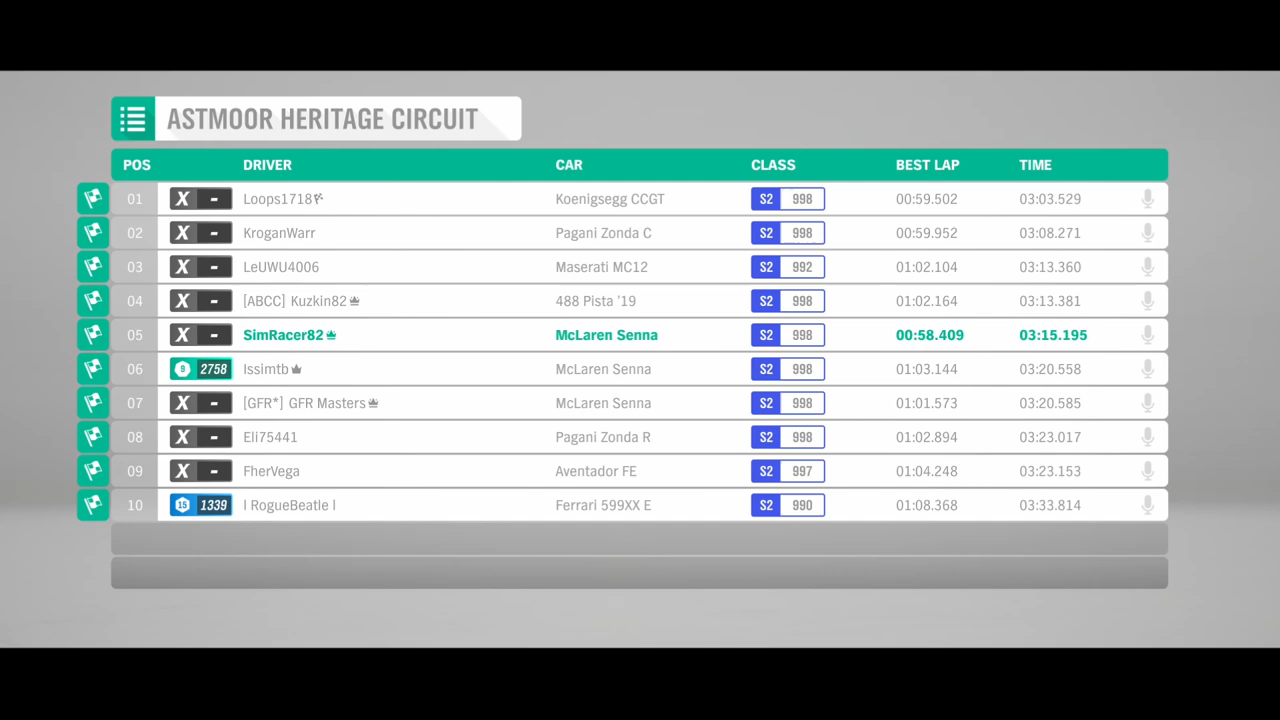 ASTMOOR HERITAGE CIRCUIT
POS DRIVER CAR CLASS BEST LAP TIME
01 X - Loops1718 Koenigsegg CCGT S2 998 00:59.502 03:03.529
02 X - KroganWarr Pagani Zonda C S2 998 00:59.952 03:08.271
03 X - LeUWU4006 Maserati MC12 S2 992 01:02.104 03:13.360
04 X - [ABCC] Kuzkin82 488 Pista '19 S2 998 01:02.164 03:13.381
05 X - SimRacer82 McLaren Senna S2 998 00:58.409 03:15.195
06 9 2758 Issimtb McLaren Senna S2 998 01:03.144 03:20.558
07 X - [GFR*] GFR Masters McLaren Senna S2 998 01:01.573 03:20.585
08 X - Eli75441 Pagani Zonda R S2 998 01:02.894 03:23.017
09 X - FherVega Aventador FE S2 997 01:04.248 03:23.153
10 15 1339 I RogueBeatle I Ferrari 599XX E S2 990 01:08.368 03:33.814